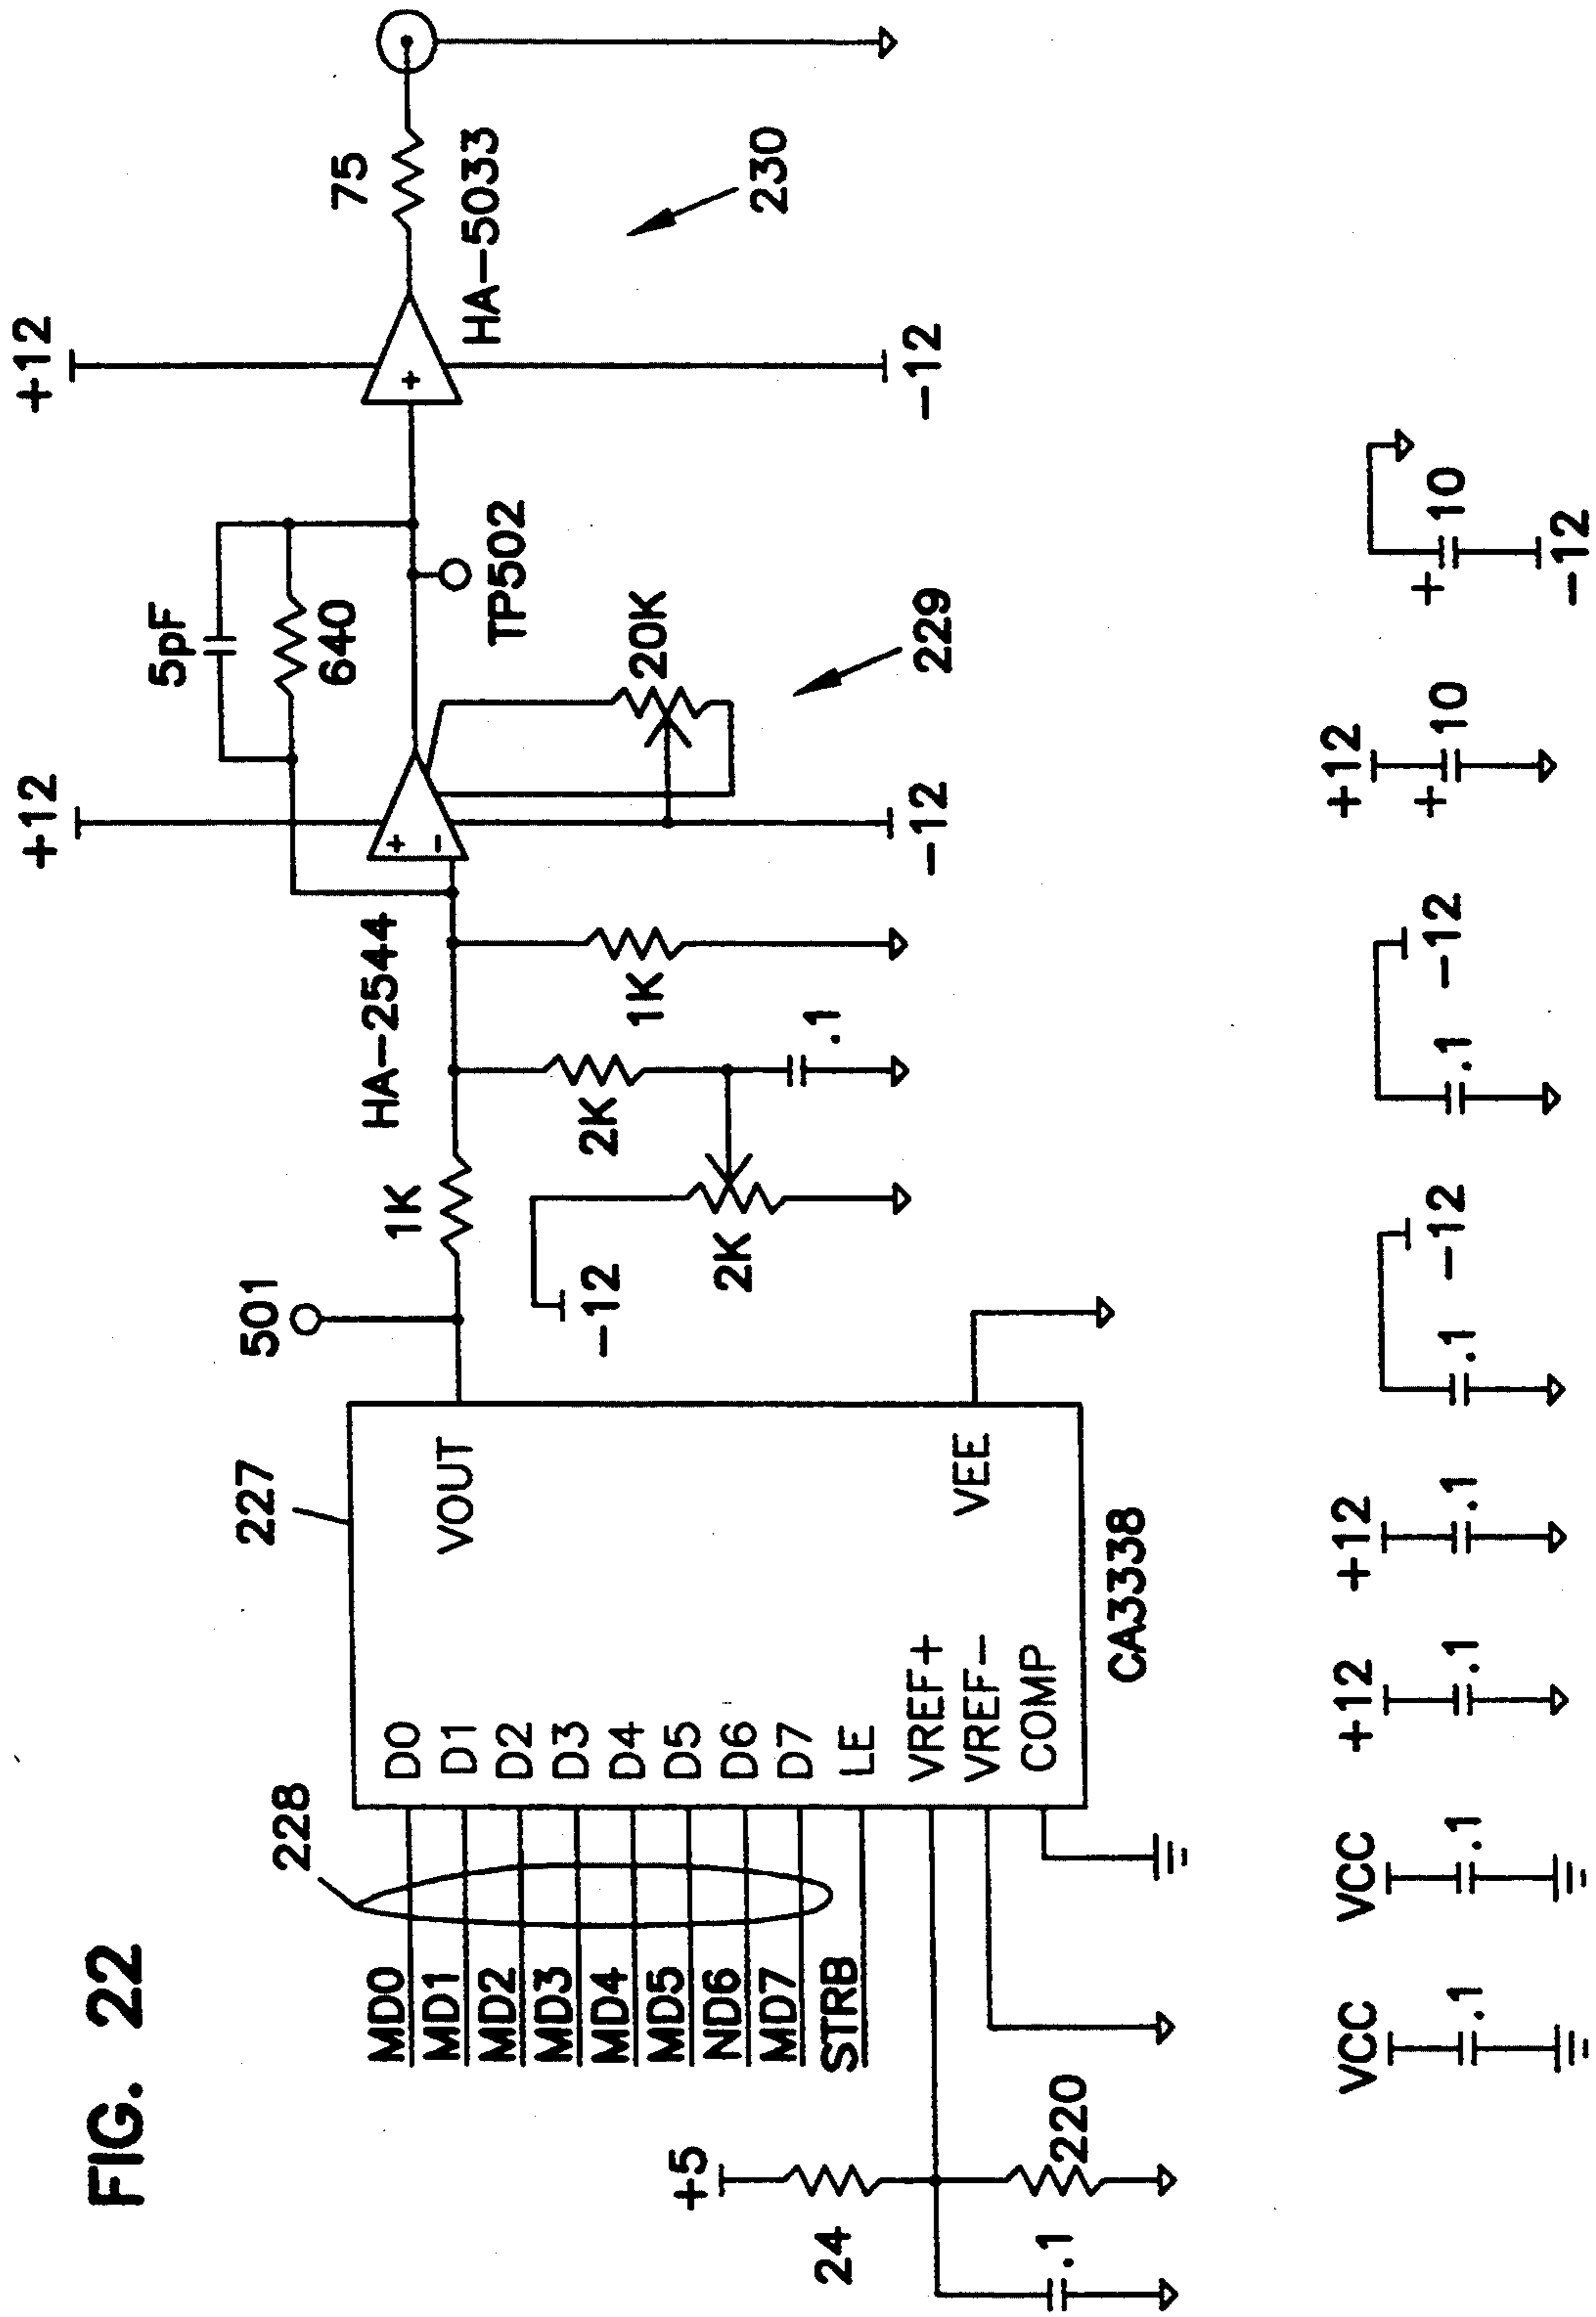 FIG. 22
+5
24
220
.1
MD0
MD1
MD2
MD3
MD4
MD5
ND6
MD7
STRB
228
227
D0
D1
D2
D3
D4
D5
D6
D7
LE
VREF+
VREF-
COMP
VOUT
VEE
CA3338
501
1K
-12
2K
2K
.1
1K
HA-2544
+12
+
-
-12
5pF
640
20K
229
TP502
+12
+
-12
HA-5033
75
230
VCC
.1
VCC
.1
+12
.1
+12
.1
.1
-12
.1
-12
+12
+
10
+
10
-12